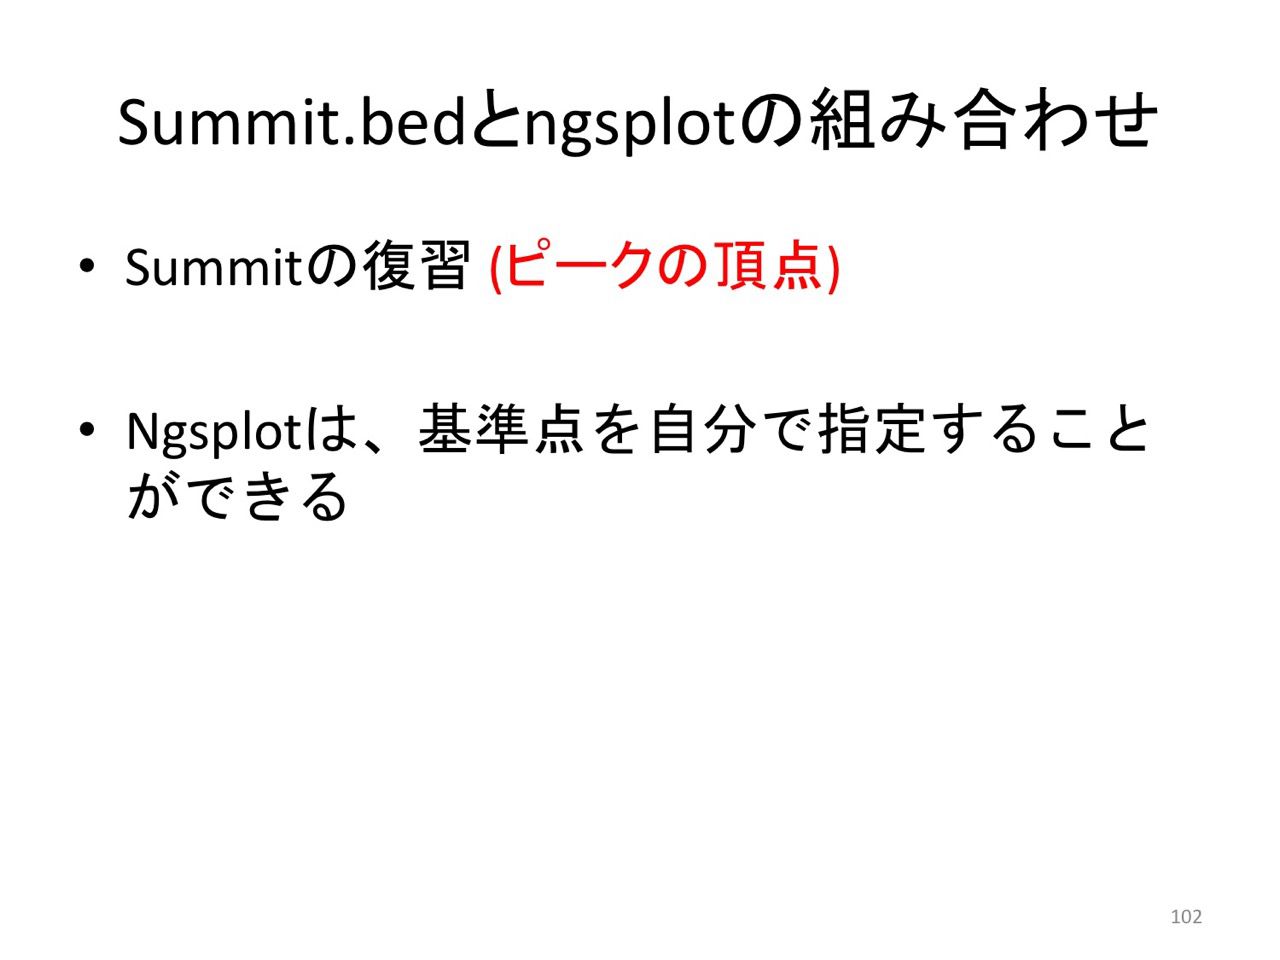 Summit.bedとngsplotの組み合わせ
• Summitの復習 (ピークの頂点)
• Ngsplotは、基準点を自分で指定すること
ができる
102